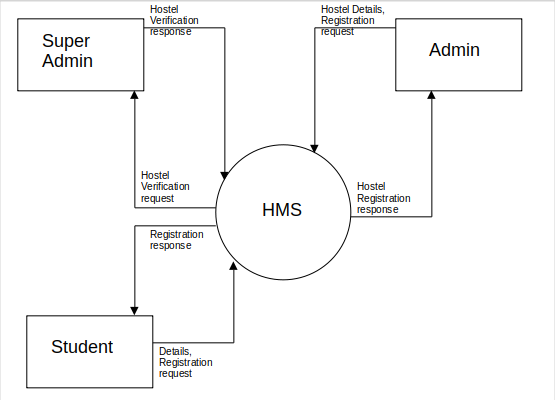 Hostel
Verification
response
Super
Admin
Hostel Details,
Registration
request
Admin
Hostel
Verification
request
HMS
Hostel
Registration
response
Registration
response
Student
Details,
Registration
request